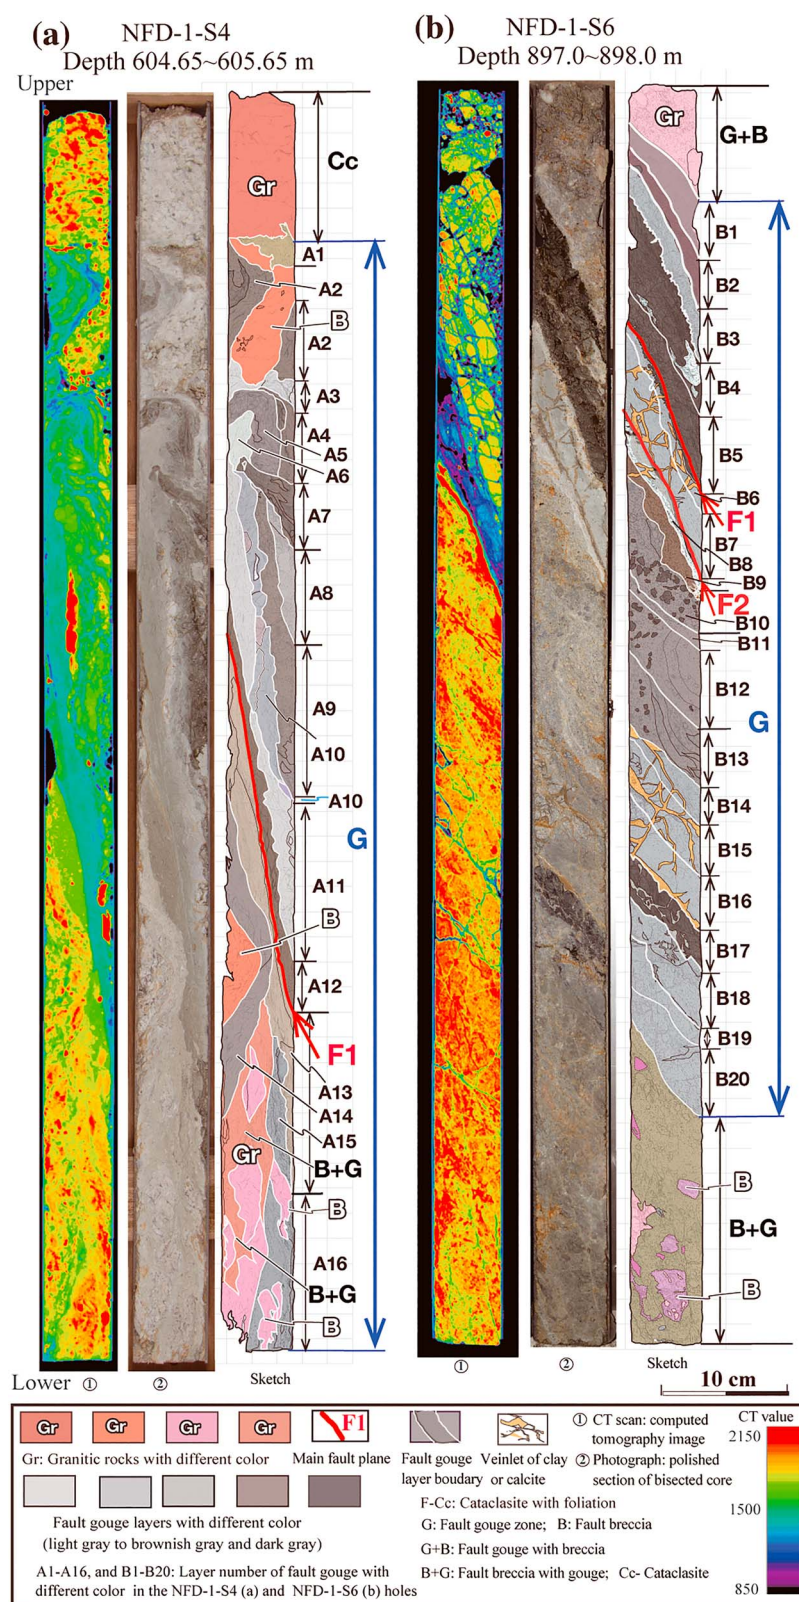 (a) NFD-1-S4
Depth 604.65~605.65 m
Upper
Gr
Cc
A1
A2
B
A2
A3
A4
A5
A6
A7
A8
A9
A10
A10
G
A11
B
A12
F1
A13
A14
A15
Gr
B+G
B
A16
B+G
B
Lower ① ② Sketch
(b) NFD-1-S6
Depth 897.0~898.0 m
Gr
G+B
B1
B2
B3
B4
B5
B6
F1
B7
B8
B9
F2
B10
B11
B12
G
B13
B14
B15
B16
B17
B18
B19
B20
B
B+G
B
① ② Sketch
10 cm
Gr Gr Gr Gr
Gr: Granitic rocks with different color
F1
Main fault plane
Fault gouge
layer boudary
Veinlet of clay
or calcite
① CT scan: computed
tomography image
② Photograph: polished
section of bisected core
CT value
2150
1500
850
Fault gouge layers with different color
(light gray to brownish gray and dark gray)
F-Cc: Cataclasite with foliation
G: Fault gouge zone; B: Fault breccia
G+B: Fault gouge with breccia
B+G: Fault breccia with gouge; Cc- Cataclasite
A1-A16, and B1-B20: Layer number of fault gouge with
different color in the NFD-1-S4 (a) and NFD-1-S6 (b) holes